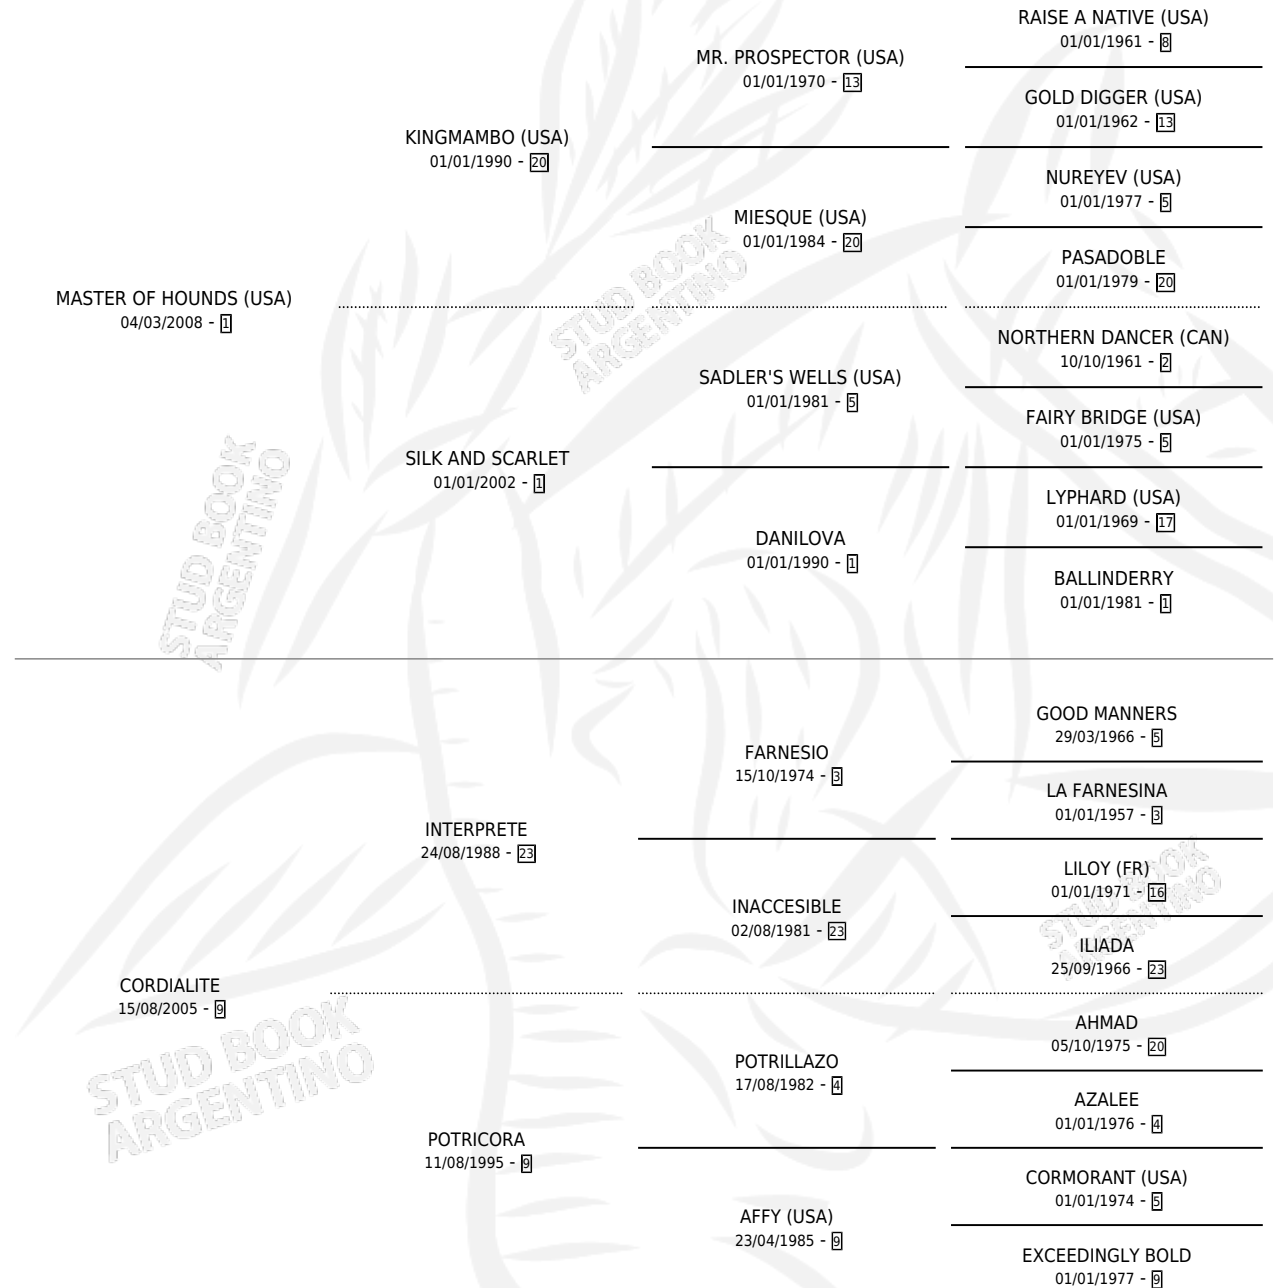 RAISE A NATIVE (USA)
01/01/1961 - 8
MR. PROSPECTOR (USA)
01/01/1970 - 13
GOLD DIGGER (USA)
01/01/1962 - 13
KINGMAMBO (USA)
01/01/1990 - 20
NUREYEV (USA)
01/01/1977 - 5
MIESQUE (USA)
01/01/1984 - 20
PASADOBLE
01/01/1979 - 20
MASTER OF HOUNDS (USA)
04/03/2008 - 1
NORTHERN DANCER (CAN)
10/10/1961 - 2
SADLER'S WELLS (USA)
01/01/1981 - 5
FAIRY BRIDGE (USA)
01/01/1975 - 5
SILK AND SCARLET
01/01/2002 - 1
LYPHARD (USA)
01/01/1969 - 17
DANILOVA
01/01/1990 - 1
BALLINDERRY
01/01/1981 - 1
GOOD MANNERS
29/03/1966 - 5
FARNESIO
15/10/1974 - 3
LA FARNESINA
01/01/1957 - 3
INTERPRETE
24/08/1988 - 23
LILOY (FR)
01/01/1971 - 16
INACCESIBLE
02/08/1981 - 23
ILIADA
25/09/1966 - 23
CORDIALITE
15/08/2005 - 9
AHMAD
05/10/1975 - 20
POTRILLAZO
17/08/1982 - 4
AZALEE
01/01/1976 - 4
POTRICORA
11/08/1995 - 9
CORMORANT (USA)
01/01/1974 - 5
AFFY (USA)
23/04/1985 - 9
EXCEEDINGLY BOLD
01/01/1977 - 9
STUD BOOK
ARGENTINO
STUD BOOK
ARGENTINO
STUD BOOK
ARGENTINO
STUD BOOK
ARGENTINO